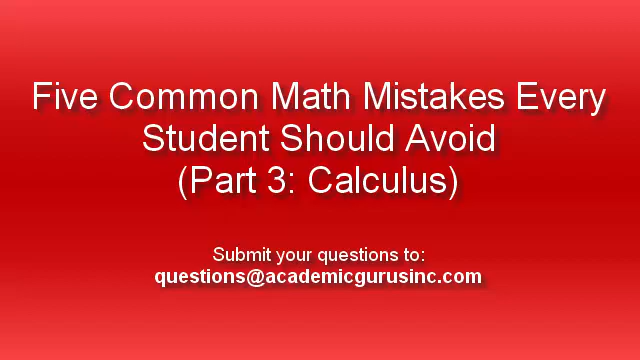 Five Common Math Mistakes Every
Student Should Avoid
(Part 3: Calculus)
Submit your questions to:
questions@academicgurusinc.com